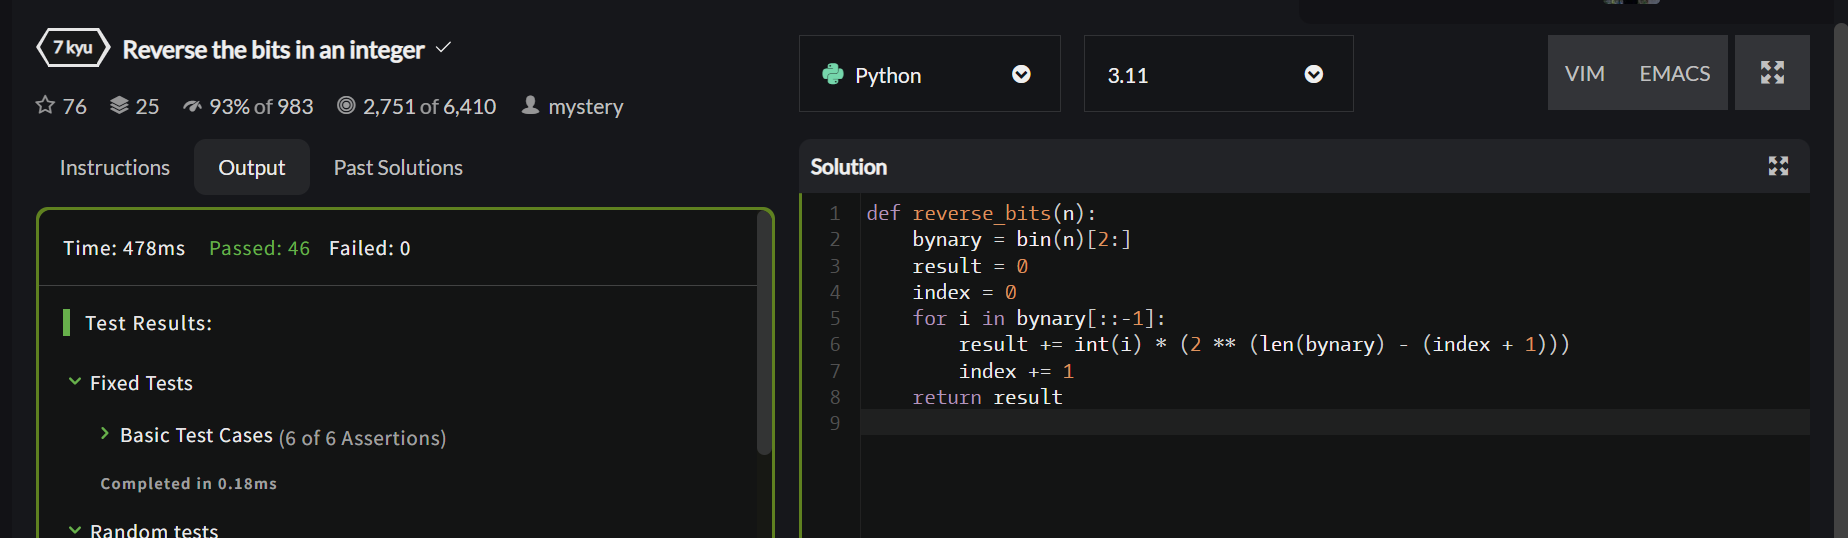 7 kyu Reverse the bits in an integer
76 25 93% of 983 2,751 of 6,410 mystery
Instructions Output Past Solutions
Time: 478ms Passed: 46 Failed: 0
Test Results:
Fixed Tests
Basic Test Cases (6 of 6 Assertions)
Completed in 0.18ms
Random tests
Python 3.11 VIM EMACS
Solution
1 def reverse_bits(n):
2     bynary = bin(n)[2:]
3     result = 0
4     index = 0
5     for i in bynary[::-1]:
6         result += int(i) * (2 ** (len(bynary) - (index + 1)))
7         index += 1
8     return result
9